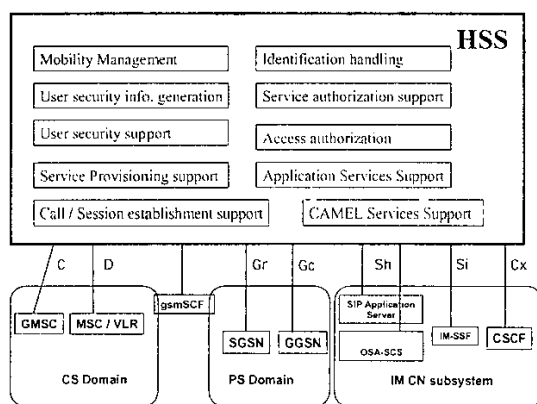 HSS
Mobility Management
Identification handling
User security info. generation
Service authorization support
User security support
Access authorization
Service Provisioning support
Application Services Support
Call / Session establishment support
CAMEL Services Support
C
D
Gr
Gc
Sh
Si
Cx
gsmSCF
SIP Application
Server
GMSC
MSC / VLR
SGSN
GGSN
OSA-SCS
IM-SSF
CSCF
CS Domain
PS Domain
IM CN subsystem